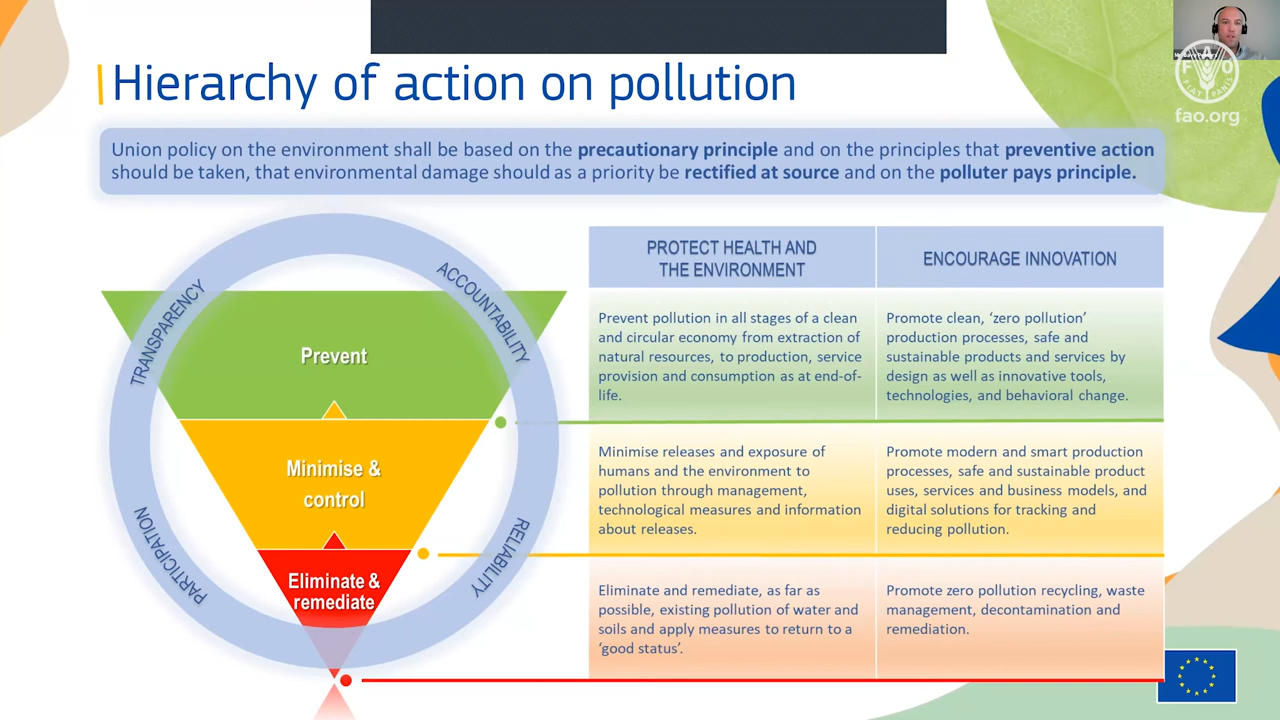 Hierarchy of action on pollution
FAO
FIAT PANIS
fao.org
Union policy on the environment shall be based on the precautionary principle and on the principles that preventive action
should be taken, that environmental damage should as a priority be rectified at source and on the polluter pays principle.
TRANSPARENCY
ACCOUNTABILITY
PARTICIPATION
RELIABILITY
Prevent
Minimise &
control
Eliminate &
remediate
PROTECT HEALTH AND
THE ENVIRONMENT
ENCOURAGE INNOVATION
Prevent pollution in all stages of a clean
and circular economy from extraction of
natural resources, to production, service
provision and consumption as at end-of-
life.
Promote clean, ‘zero pollution’
production processes, safe and
sustainable products and services by
design as well as innovative tools,
technologies, and behavioral change.
Minimise releases and exposure of
humans and the environment to
pollution through management,
technological measures and information
about releases.
Promote modern and smart production
processes, safe and sustainable product
uses, services and business models, and
digital solutions for tracking and
reducing pollution.
Eliminate and remediate, as far as
possible, existing pollution of water and
soils and apply measures to return to a
‘good status’.
Promote zero pollution recycling, waste
management, decontamination and
remediation.